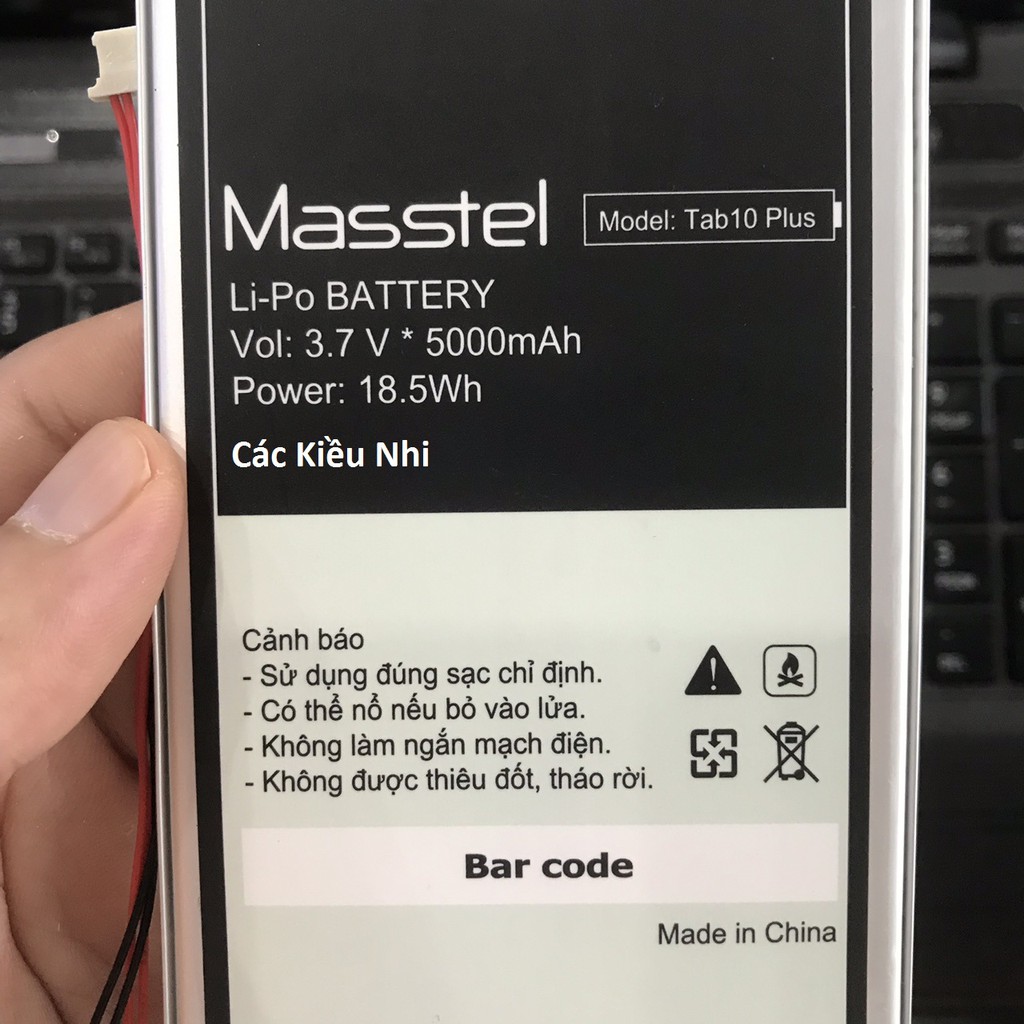 Masstel
Model: Tab10 Plus
Li-Po BATTERY
Vol: 3.7 V * 5000mAh
Power: 18.5Wh
Các Kiều Nhi
Cảnh báo
- Sử dụng đúng sạc chỉ định.
- Có thể nổ nếu bỏ vào lửa.
- Không làm ngắn mạch điện.
- Không được thiêu đốt, tháo rời.
Bar code
Made in China